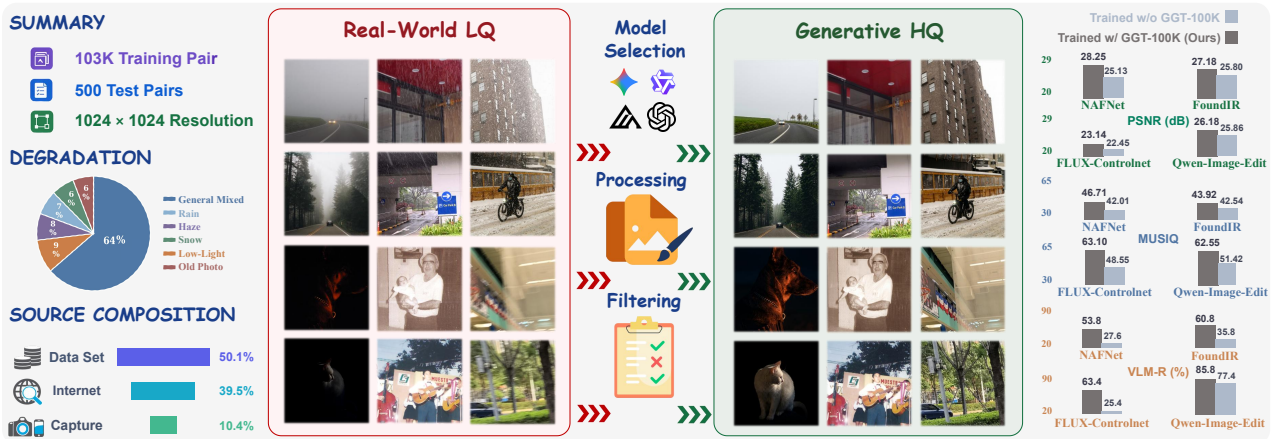 SUMMARY
103K Training Pair
500 Test Pairs
1024 × 1024 Resolution
DEGRADATION
6 %
6 %
7 %
8 %
9 %
64%
General Mixed
Rain
Haze
Snow
Low-Light
Old Photo
SOURCE COMPOSITION
Data Set
50.1%
Internet
39.5%
Capture
10.4%
Real-World LQ
Model
Selection
Processing
Filtering
Generative HQ
Trained w/o GGT-100K
Trained w/ GGT-100K (Ours)
29
28.25
25.13
27.18
25.80
20
NAFNet
FoundIR
29
PSNR (dB)
23.14
22.45
26.18
25.86
20
FLUX-Controlnet
Qwen-Image-Edit
65
46.71
42.01
43.92
42.54
30
NAFNet
FoundIR
MUSIQ
65
63.10
48.55
62.55
51.42
30
FLUX-Controlnet
Qwen-Image-Edit
90
53.8
27.6
60.8
35.8
20
NAFNet
FoundIR
VLM-R (%)
90
63.4
25.4
85.8
77.4
20
FLUX-Controlnet
Qwen-Image-Edit